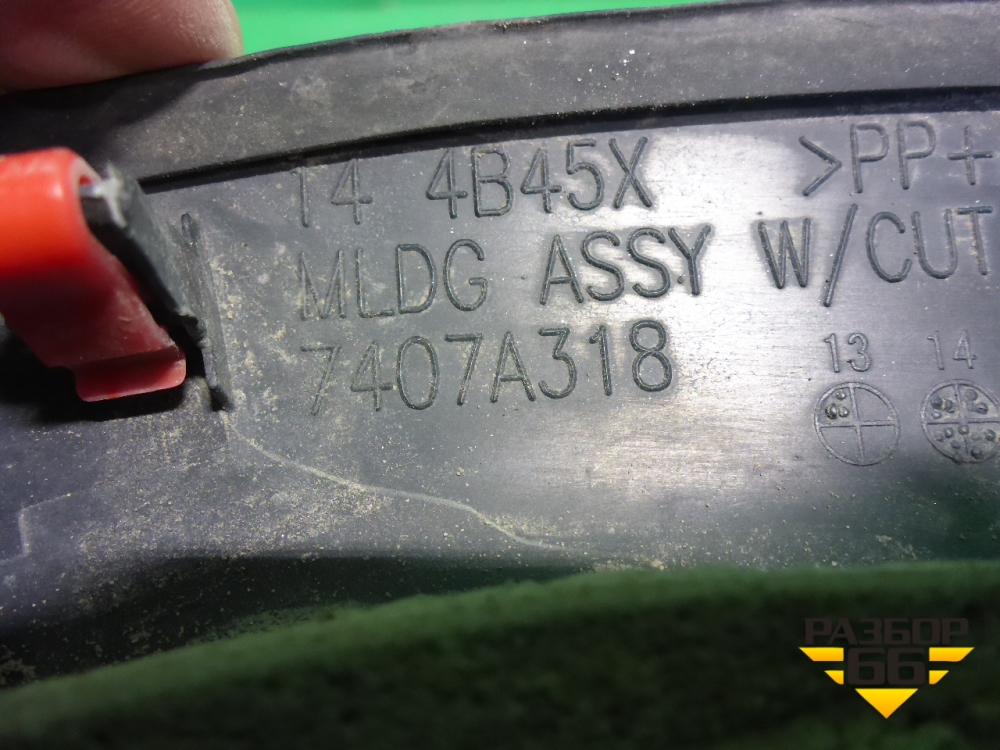 14 4B45X >PP+
MLDG ASSY W/CUT
7407A318
13 14
РАЗБОР
66